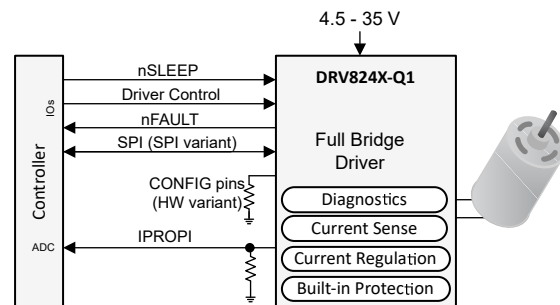 4.5 - 35 V
nSLEEP
DRV824X-Q1
Driver Control
IOs
nFAULT
SPI (SPI variant)
Full Bridge
Driver
Controller
CONFIG pins
(HW variant)
Diagnostics
Current Sense
ADC
IPROPI
Current Regulation
Built-in Protection